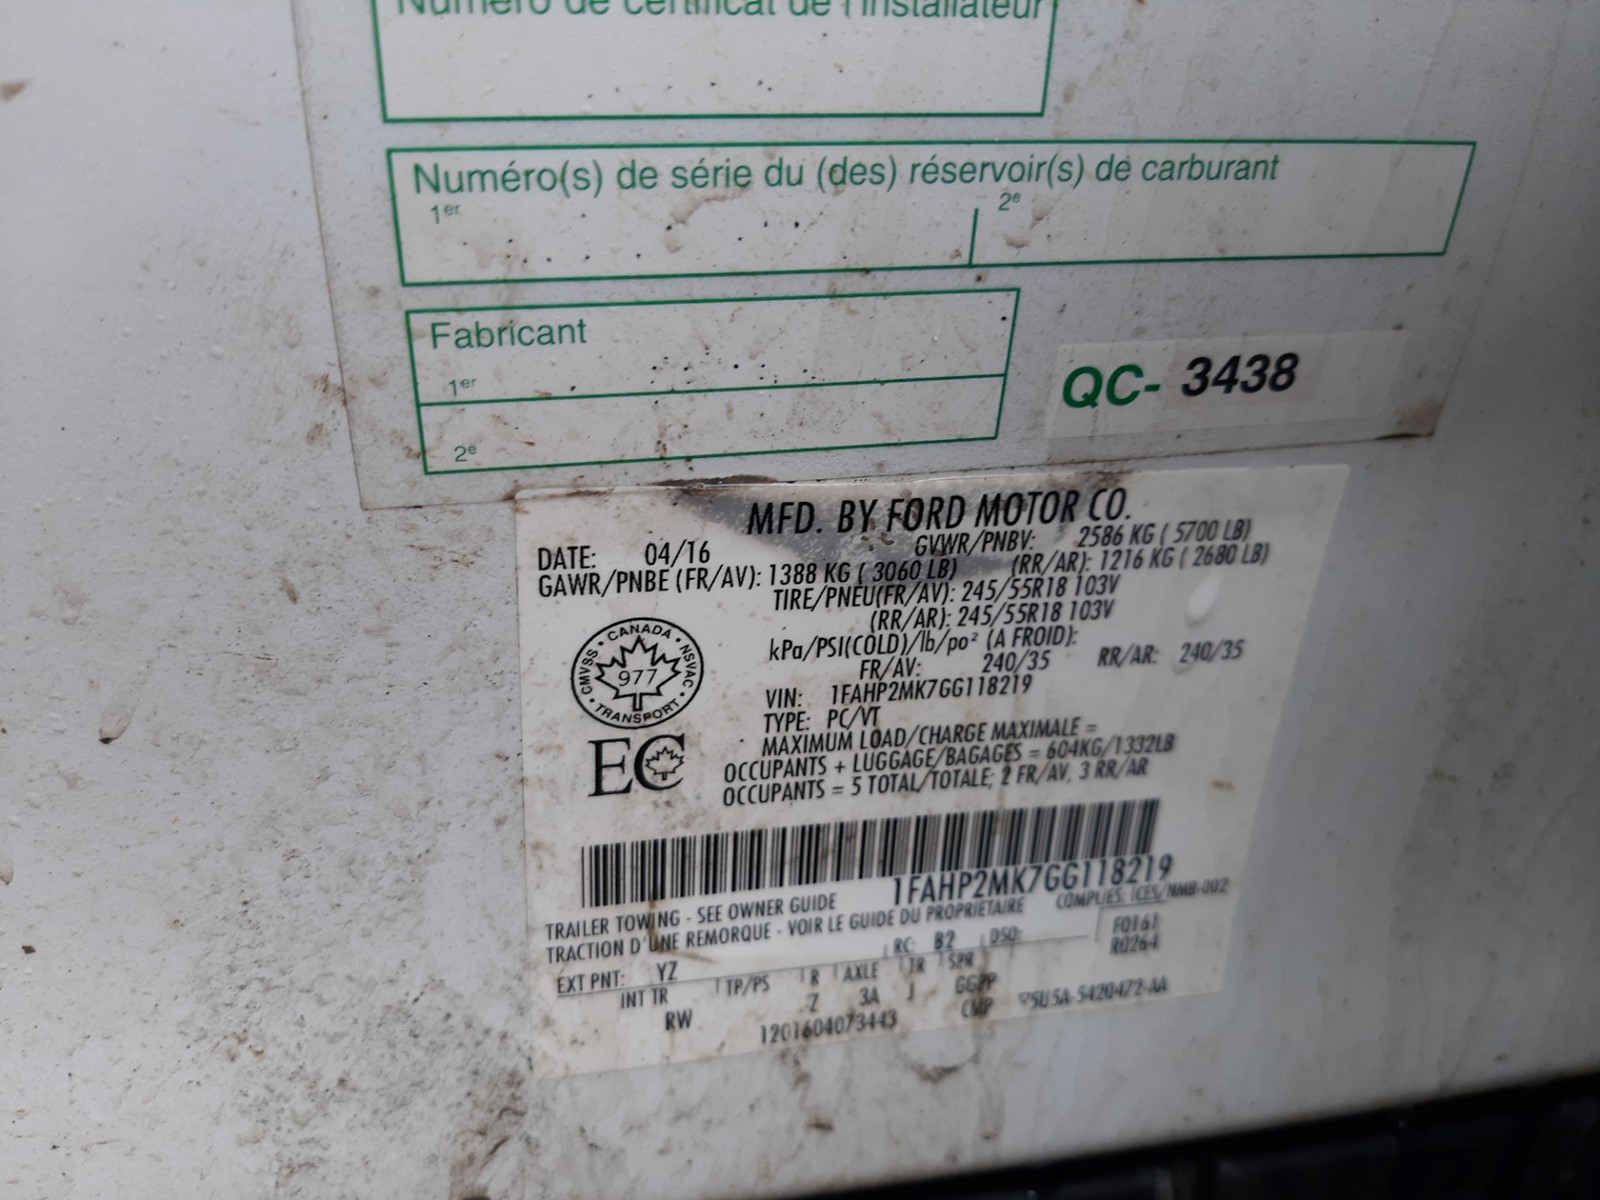 Numéro de certificat de l'installateur
Numéro(s) de série du (des) réservoir(s) de carburant
1er 2e
Fabricant
1er
2e
QC- 3438
MFD. BY FORD MOTOR CO.
DATE: 04/16 GVWR/PNBV: 2586 KG ( 5700 LB)
GAWR/PNBE (FR/AV): 1388 KG ( 3060 LB) (RR/AR): 1216 KG ( 2680 LB)
TIRE/PNEU(FR/AV): 245/55R18 103V
(RR/AR): 245/55R18 103V
kPa/PSI(COLD)/lb/po² (A FROID):
FR/AV: 240/35 RR/AR: 240/35
VIN: 1FAHP2MK7GG118219
TYPE: PC/VT
MAXIMUM LOAD/CHARGE MAXIMALE =
OCCUPANTS + LUGGAGE/BAGAGES = 604KG/1332LB
OCCUPANTS = 5 TOTAL/TOTALE; 2 FR/AV, 3 RR/AR
CANADA
CMVSS 977 NSVAC
TRANSPORT
EC
1FAHP2MK7GG118219
TRAILER TOWING - SEE OWNER GUIDE COMPLIES: ICES/NMB-002
TRACTION D'UNE REMORQUE - VOIR LE GUIDE DU PROPRIETAIRE
F0161
R0264
EXT PNT: YZ RC: B2 DSO:
INT TR TP/PS R AXLE TR SPR
RW Z 3A J GGPP
1201604073443 CMP 5U5A-5420472-AA